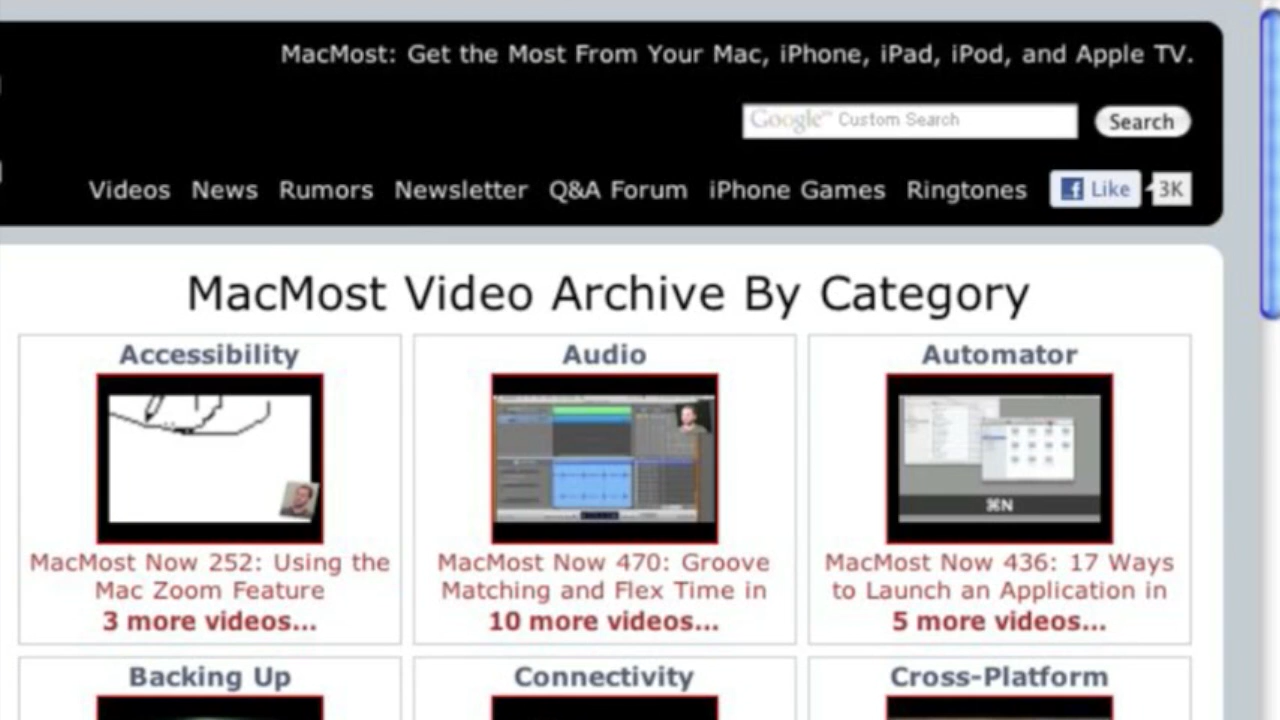 MacMost: Get the Most From Your Mac, iPhone, iPad, iPod, and Apple TV.
Google™ Custom Search
Search
Videos News Rumors Newsletter Q&A Forum iPhone Games Ringtones Like 3K
MacMost Video Archive By Category
Accessibility Audio Automator
⌘N
MacMost Now 252: Using the Mac Zoom Feature
3 more videos...
MacMost Now 470: Groove Matching and Flex Time in
10 more videos...
MacMost Now 436: 17 Ways to Launch an Application in
5 more videos...
Backing Up Connectivity Cross-Platform